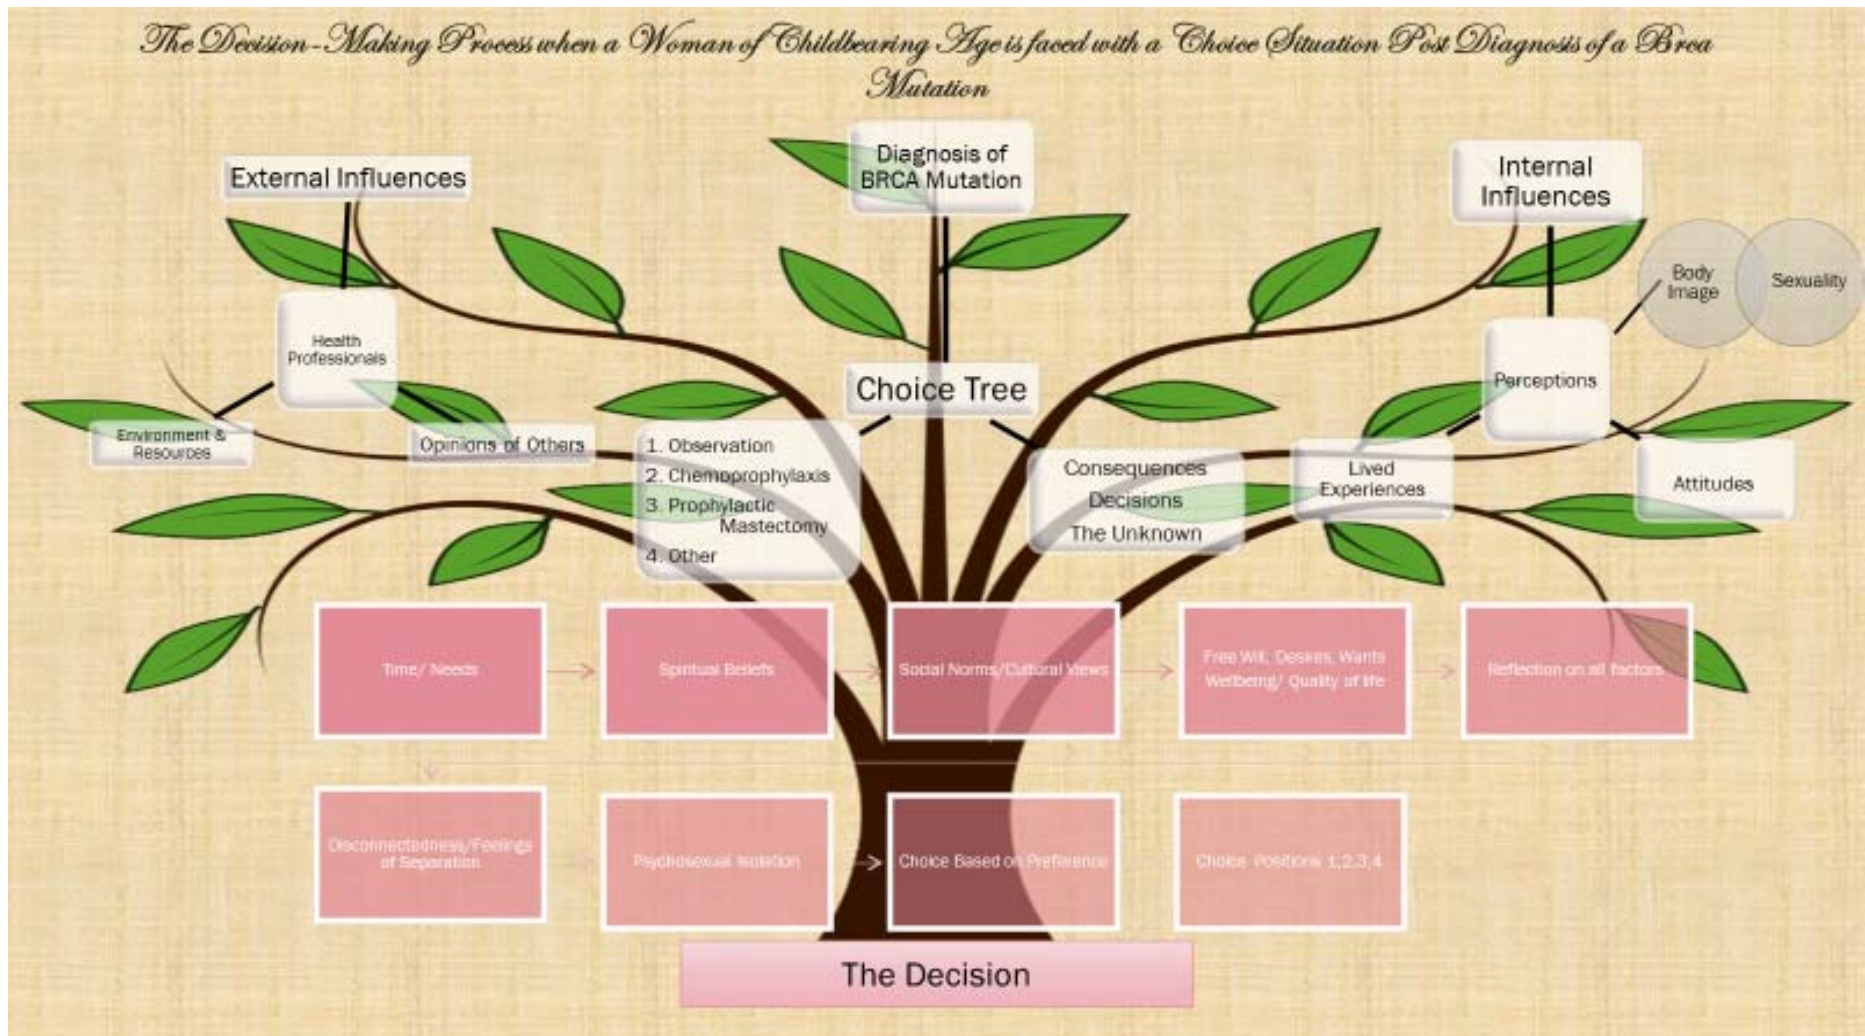 The Decision-Making Process when a Woman of Childbearing Age is faced with a Choice Situation Post Diagnosis of a Brca
Mutation
External Influences
Diagnosis of
BRCA Mutation
Internal
Influences
Body
Image
Sexuality
Health
Professionals
Perceptions
Choice Tree
Environment &
Resources
Opinions of Others
1. Observation
2. Chemoprophylaxis
3. Prophylactic
Mastectomy
4. Other
Consequences
Decisions
The Unknown
Lived
Experiences
Attitudes
Time/ Needs
Spiritual Beliefs
Social Norms/Cultural Views
Free Will, Desires, Wants
Wellbeing/ Quality of life
Reflection on all factors
Disconnectedness/Feelings
of Separation
Psychosexual Isolation
Choice Based on Preference
Choice Positions 1,2,3,4
The Decision